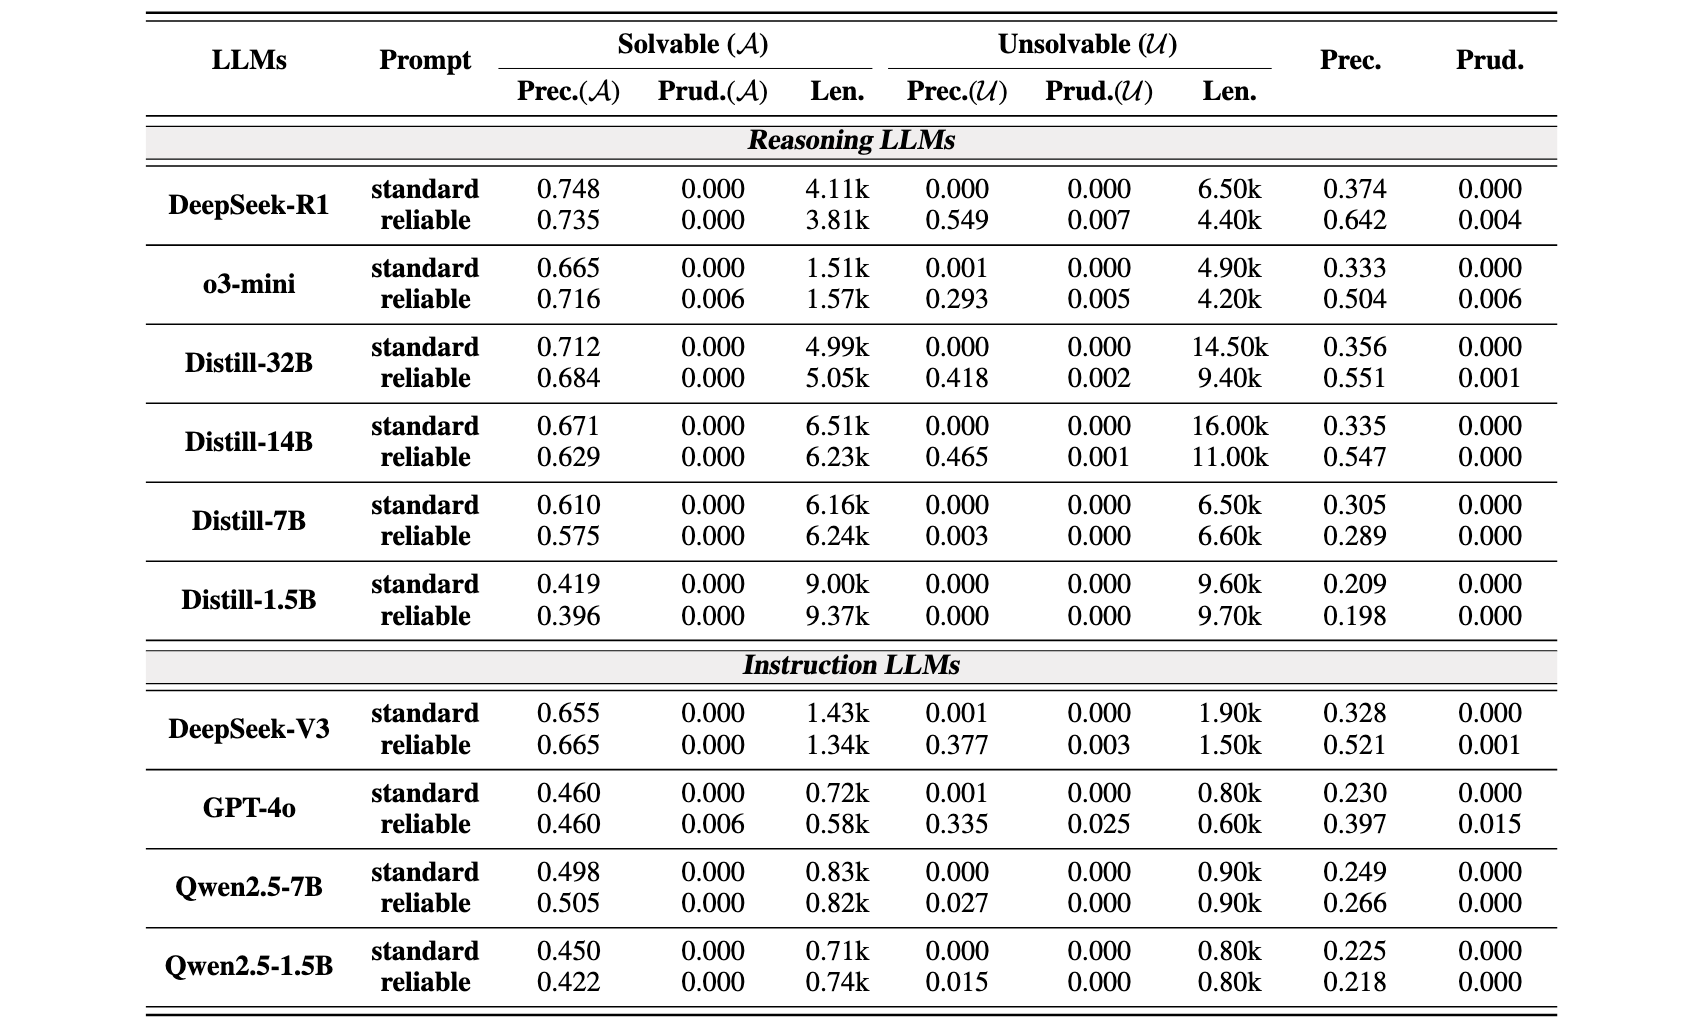 LLMs Prompt Solvable (𝒜) Unsolvable (𝒰) Prec. Prud.
Prec.(𝒜) Prud.(𝒜) Len. Prec.(𝒰) Prud.(𝒰) Len.
Reasoning LLMs
DeepSeek-R1 standard 0.748 0.000 4.11k 0.000 0.000 6.50k 0.374 0.000
reliable 0.735 0.000 3.81k 0.549 0.007 4.40k 0.642 0.004
o3-mini standard 0.665 0.000 1.51k 0.001 0.000 4.90k 0.333 0.000
reliable 0.716 0.006 1.57k 0.293 0.005 4.20k 0.504 0.006
Distill-32B standard 0.712 0.000 4.99k 0.000 0.000 14.50k 0.356 0.000
reliable 0.684 0.000 5.05k 0.418 0.002 9.40k 0.551 0.001
Distill-14B standard 0.671 0.000 6.51k 0.000 0.000 16.00k 0.335 0.000
reliable 0.629 0.000 6.23k 0.465 0.001 11.00k 0.547 0.000
Distill-7B standard 0.610 0.000 6.16k 0.000 0.000 6.50k 0.305 0.000
reliable 0.575 0.000 6.24k 0.003 0.000 6.60k 0.289 0.000
Distill-1.5B standard 0.419 0.000 9.00k 0.000 0.000 9.60k 0.209 0.000
reliable 0.396 0.000 9.37k 0.000 0.000 9.70k 0.198 0.000
Instruction LLMs
DeepSeek-V3 standard 0.655 0.000 1.43k 0.001 0.000 1.90k 0.328 0.000
reliable 0.665 0.000 1.34k 0.377 0.003 1.50k 0.521 0.001
GPT-4o standard 0.460 0.000 0.72k 0.001 0.000 0.80k 0.230 0.000
reliable 0.460 0.006 0.58k 0.335 0.025 0.60k 0.397 0.015
Qwen2.5-7B standard 0.498 0.000 0.83k 0.000 0.000 0.90k 0.249 0.000
reliable 0.505 0.000 0.82k 0.027 0.000 0.90k 0.266 0.000
Qwen2.5-1.5B standard 0.450 0.000 0.71k 0.000 0.000 0.80k 0.225 0.000
reliable 0.422 0.000 0.74k 0.015 0.000 0.80k 0.218 0.000